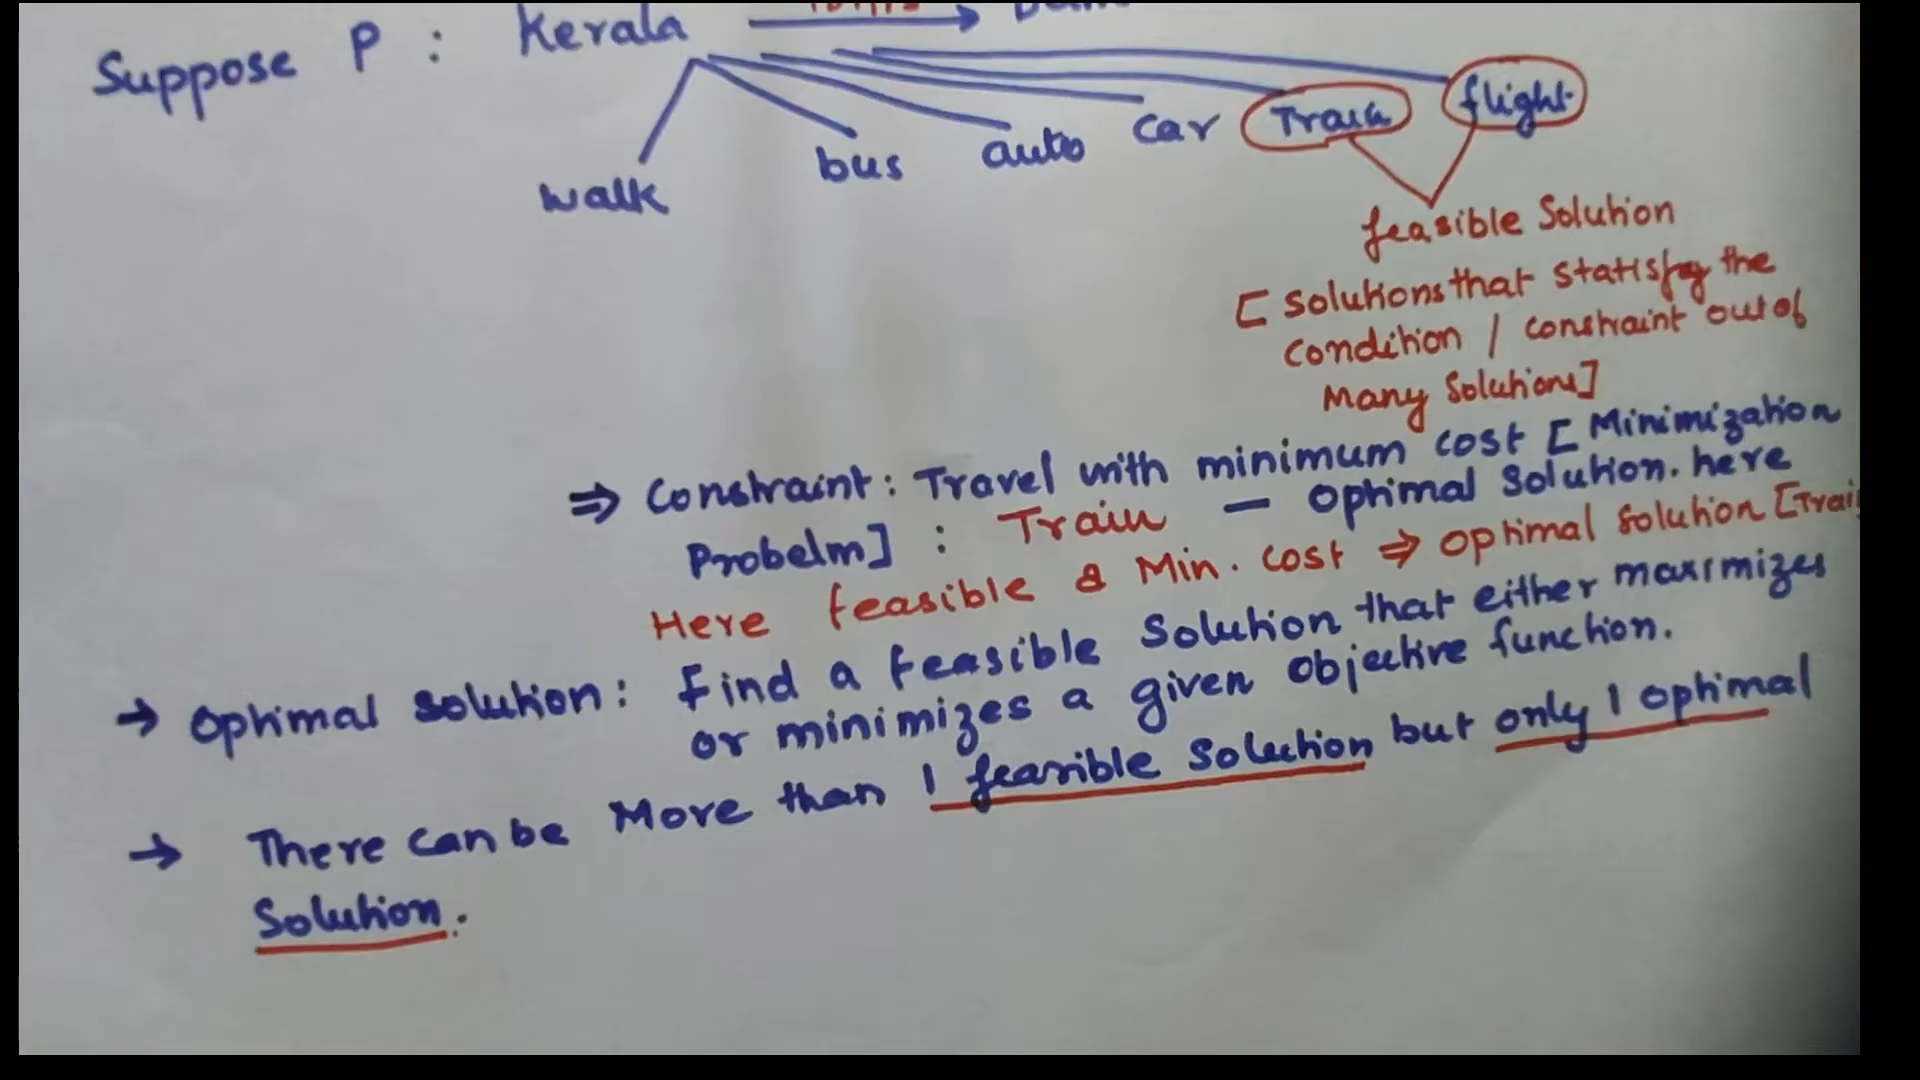 Suppose P : Kerala
walk bus auto car Train flight
feasible Solution
[ Solutions that statisfy the
condition / constraint out of
Many Solutions]
⇒ Constraint: Travel with minimum cost [ Minimization
Probelm] : Train - optimal solution. here
Here feasible & Min. cost ⇒ optimal solution [Trai
→ optimal solution: Find a feasible solution that either maximizes
or minimizes a given objective function.
→ There can be More than 1 feasible solution but only 1 optimal
Solution.